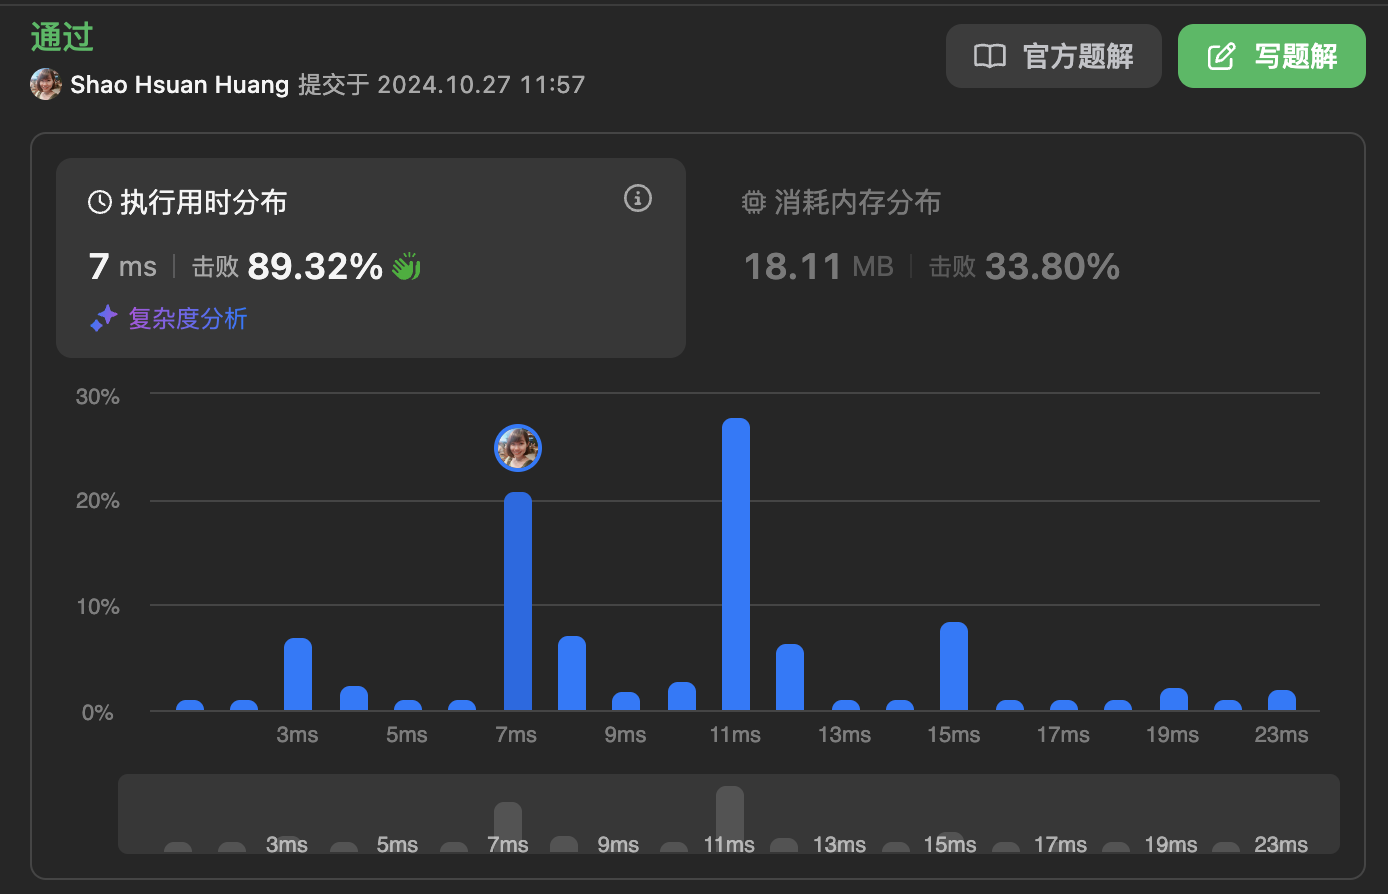 通过
官方题解
写题解
Shao Hsuan Huang 提交于 2024.10.27 11:57
执行用时分布
7 ms | 击败 89.32%
复杂度分析
消耗内存分布
18.11 MB | 击败 33.80%
30%
20%
10%
0%
3ms 5ms 7ms 9ms 11ms 13ms 15ms 17ms 19ms 23ms
3ms 5ms 7ms 9ms 11ms 13ms 15ms 17ms 19ms 23ms